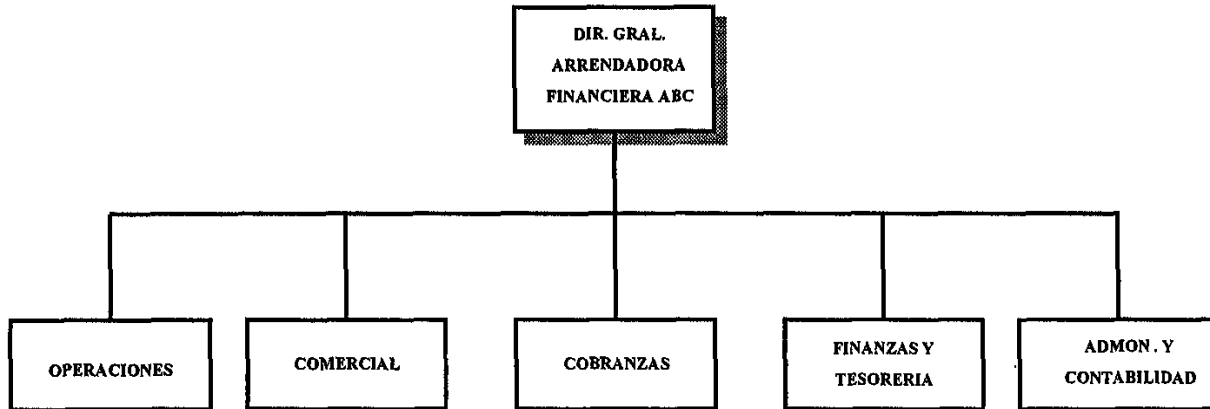 DIR. GRAL.
ARRENDADORA
FINANCIERA ABC
OPERACIONES
COMERCIAL
COBRANZAS
FINANZAS Y
TESORERIA
ADMON . Y
CONTABILIDAD